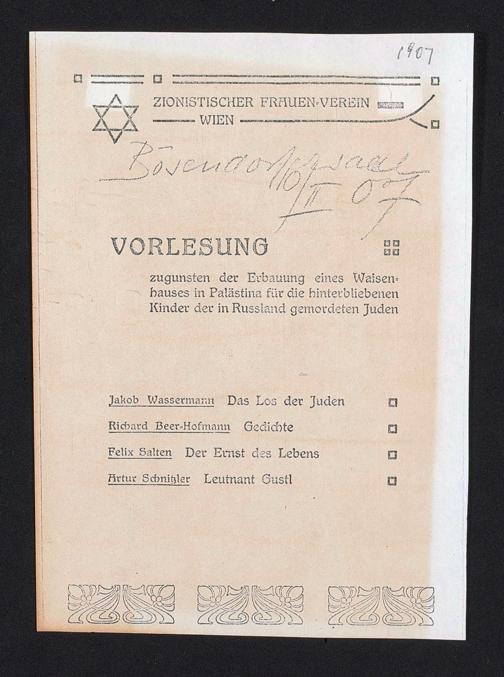 1907
ZIONISTISCHER FRAUEN-VEREIN
WIEN
Bösendorfersaal
10/II 07
VORLESUNG
zugunsten der Erbauung eines Waisen-
hauses in Palästina für die hinterbliebenen
Kinder der in Russland gemordeten Juden
Jakob Wassermann Das Los der Juden
Richard Beer-Hofmann Gedichte
Felix Salten Der Ernst des Lebens
Artur Schnitzler Leutnant Gustl